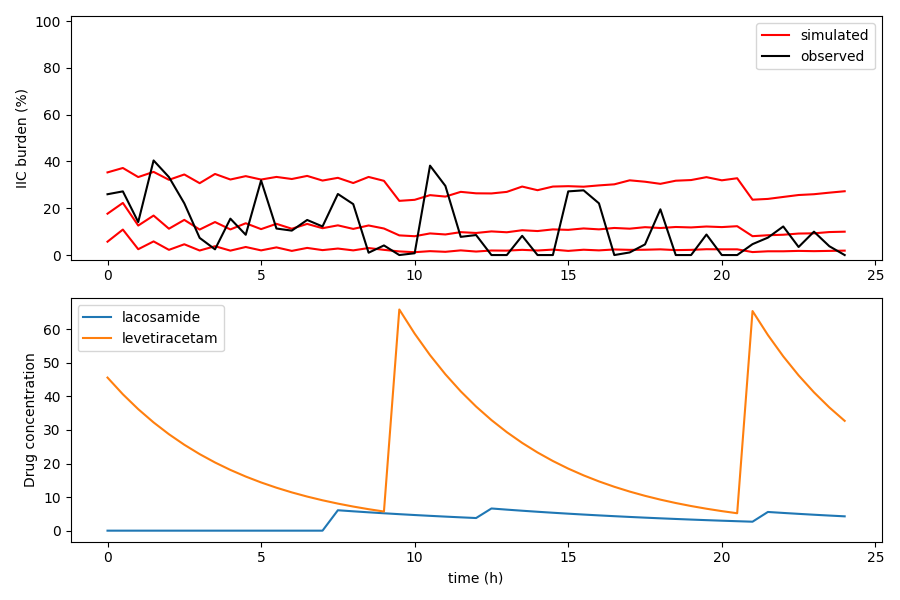 100
80
60
40
20
0
IIC burden (%)
simulated
observed
0 5 10 15 20 25
60
50
40
30
20
10
0
Drug concentration
lacosamide
levetiracetam
0 5 10 15 20 25
time (h)